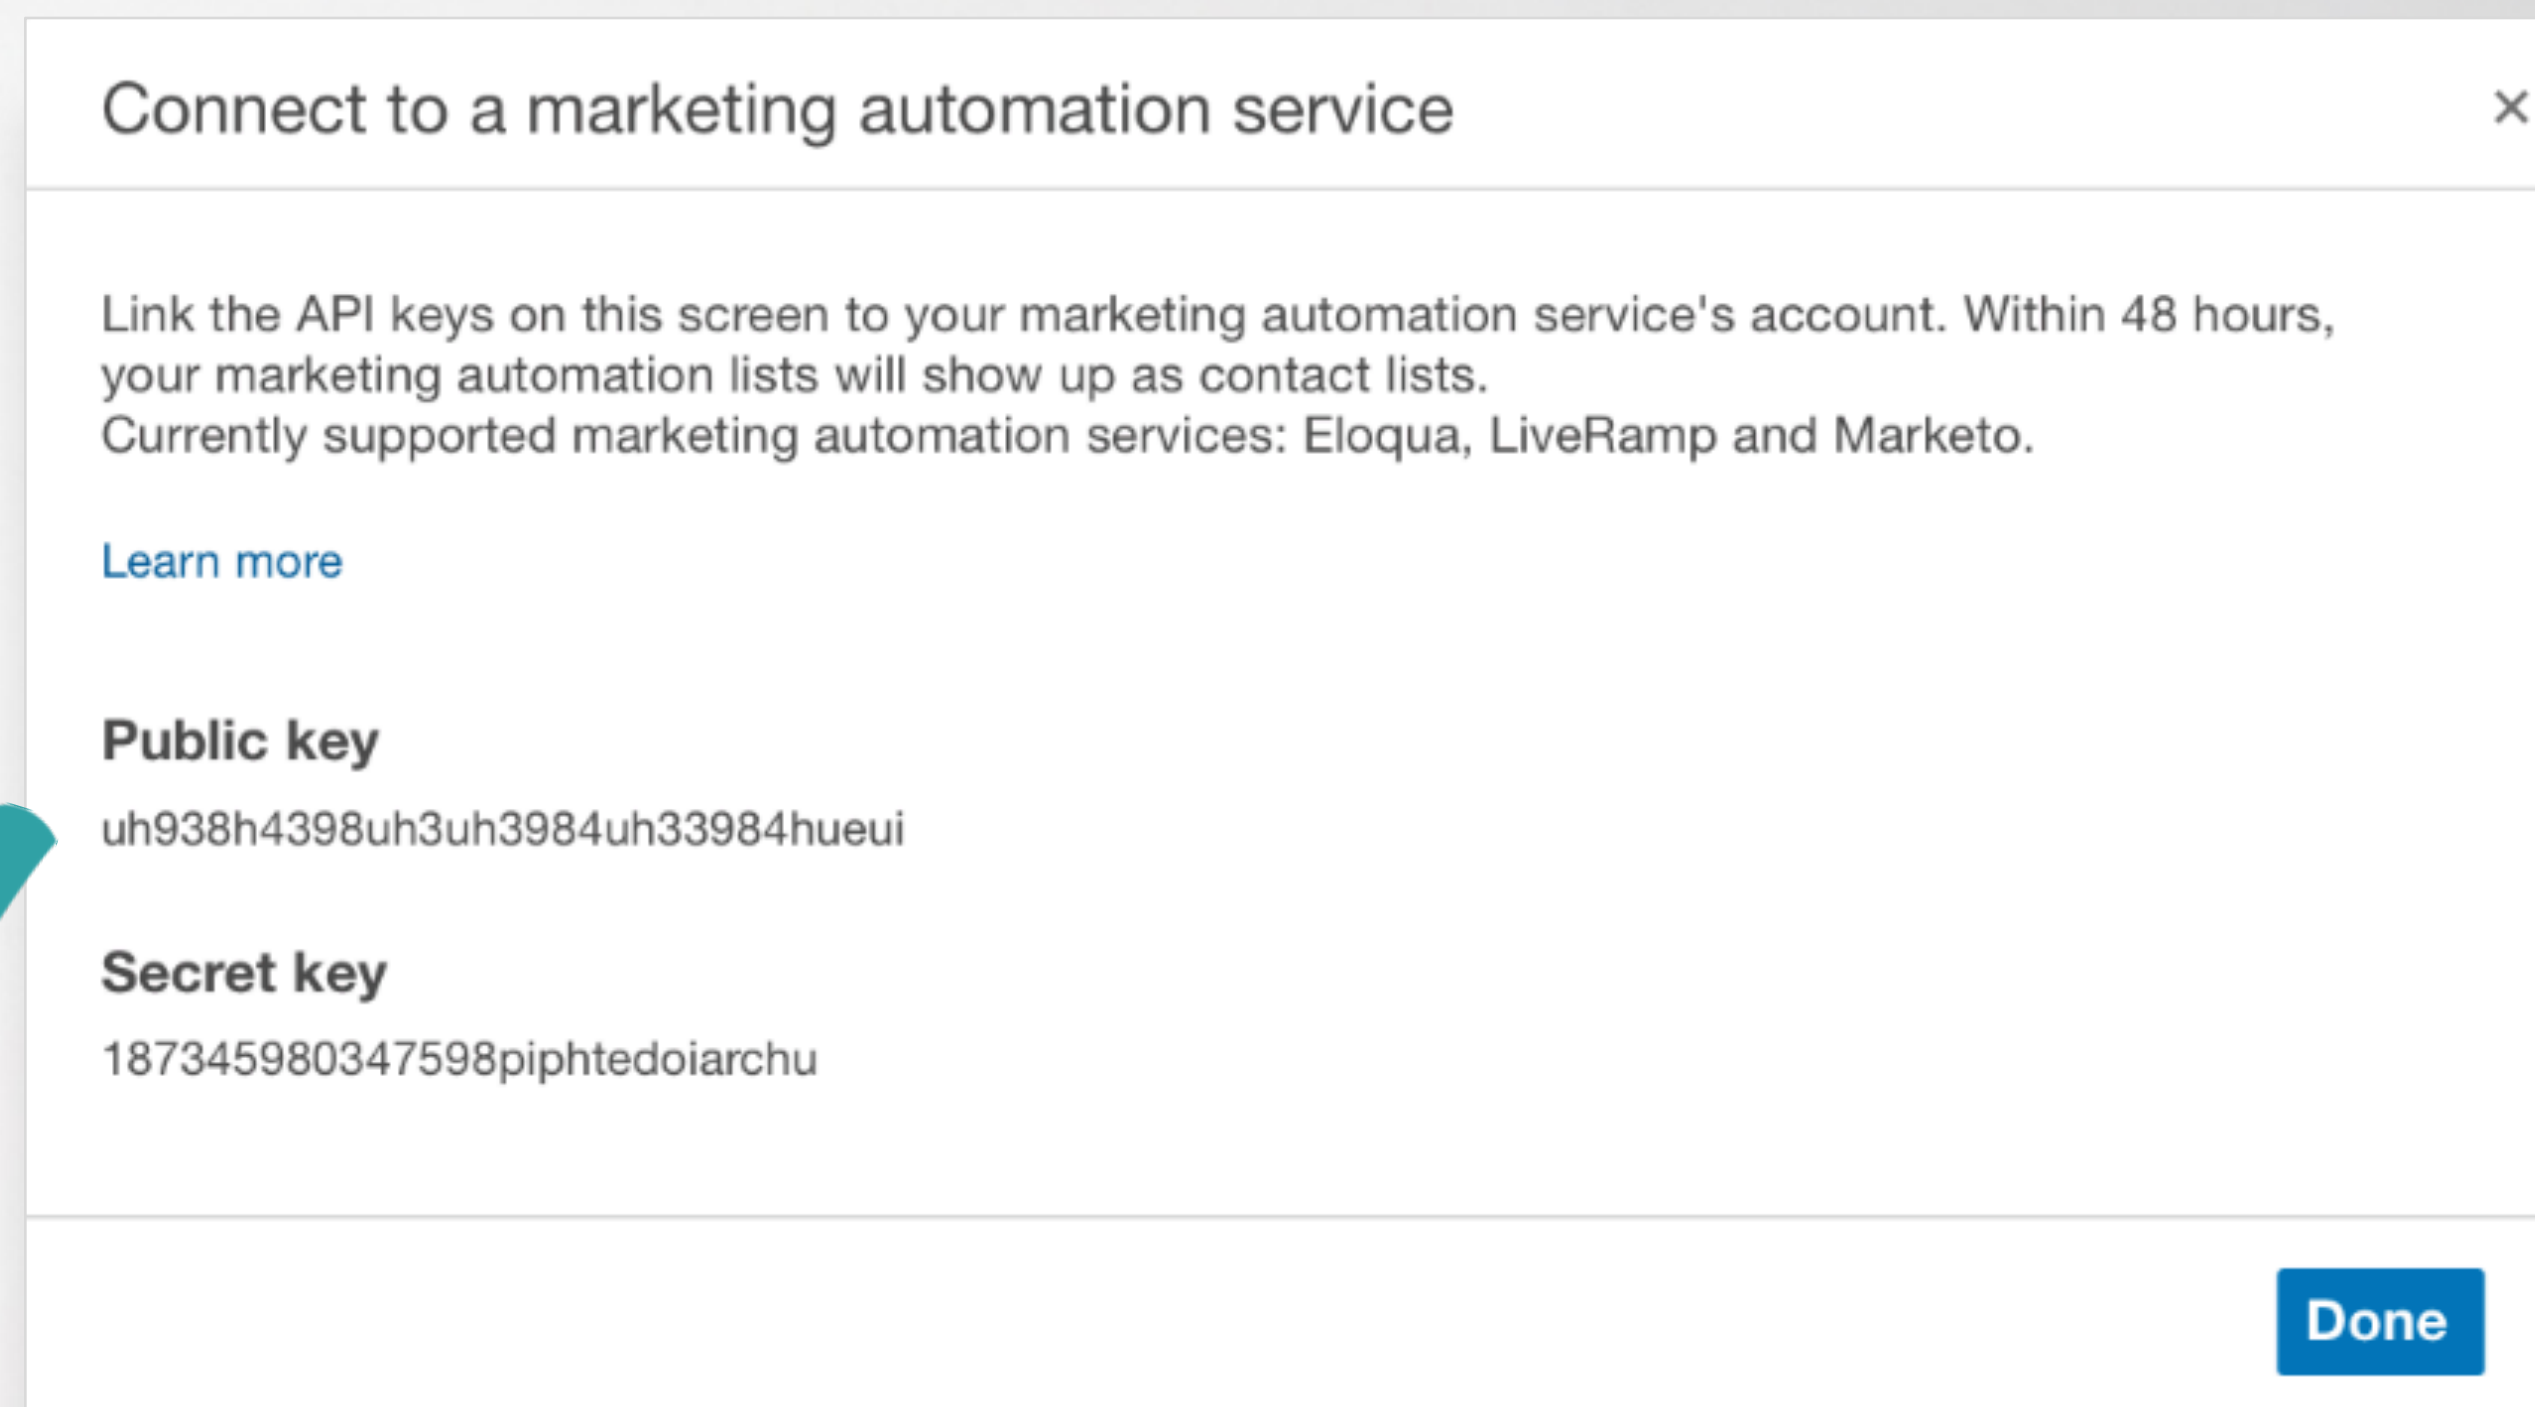 Connect to a marketing automation service
×
Link the API keys on this screen to your marketing automation service's account. Within 48 hours,
your marketing automation lists will show up as contact lists.
Currently supported marketing automation services: Eloqua, LiveRamp and Marketo.
Learn more
Public key
uh938h4398uh3uh3984uh33984hueui
Secret key
187345980347598piphtedoiarchu
Done